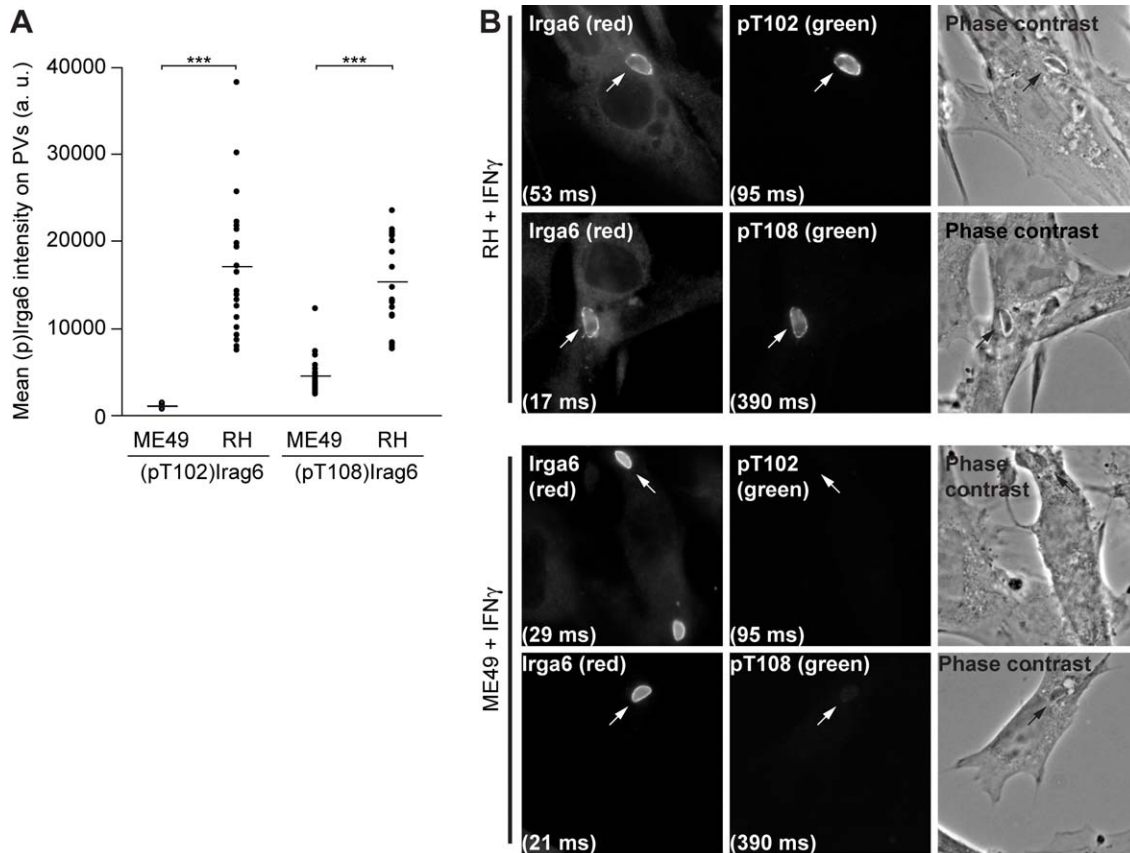 A
Mean (p)Irga6 intensity on PVs (a. u.)
40000
30000
20000
10000
0
***
***
ME49
RH
ME49
RH
(pT102)Irag6
(pT108)Irag6
B
RH + IFNγ
Irga6 (red)
(53 ms)
pT102 (green)
(95 ms)
Phase contrast
Irga6 (red)
(17 ms)
pT108 (green)
(390 ms)
Phase contrast
ME49 + IFNγ
Irga6
(red)
(29 ms)
pT102
(green)
(95 ms)
Phase
contrast
Irga6 (red)
(21 ms)
pT108 (green)
(390 ms)
Phase contrast